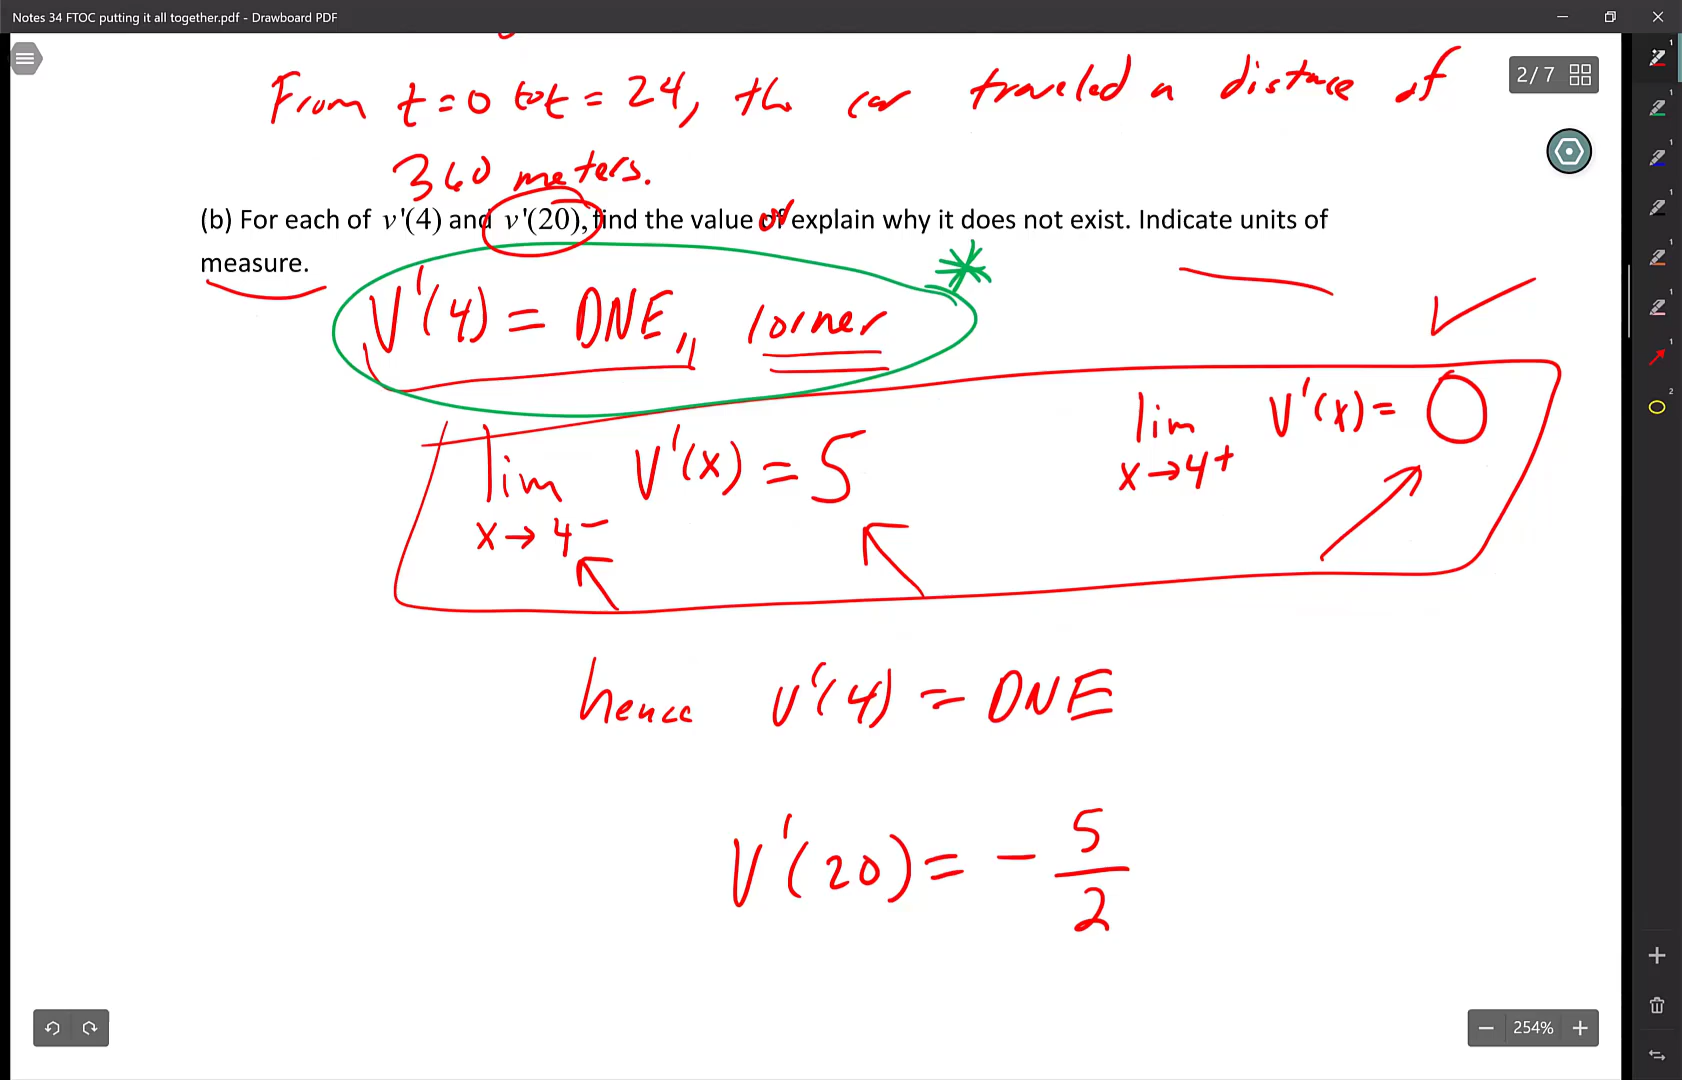 Notes 34 FTOC putting it all together.pdf - Drawboard PDF
2 / 7
From t=0 to t=24, the car traveled a distance of
360 meters.
(b) For each of v'(4) and v'(20), find the value or explain why it does not exist. Indicate units of
measure.
V'(4) = DNE, corner
lim x→4⁻ V'(x) = 5
lim x→4+ V'(x) = 0
hence V'(4) = DNE
V'(20) = - 5/2
254%